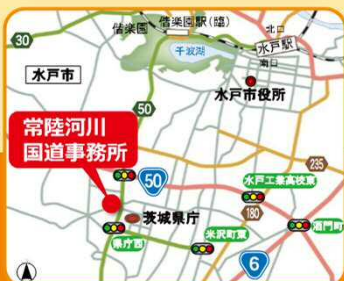 偕楽園
偕楽園駅(臨)
北口
水戸駅
南口
30
千波湖
水戸市
水戸市役所
50
常陸河川
国道事務所
50
水戸工業高校東
235
茨城県庁
180
酒門町
県庁西
米沢町東
6